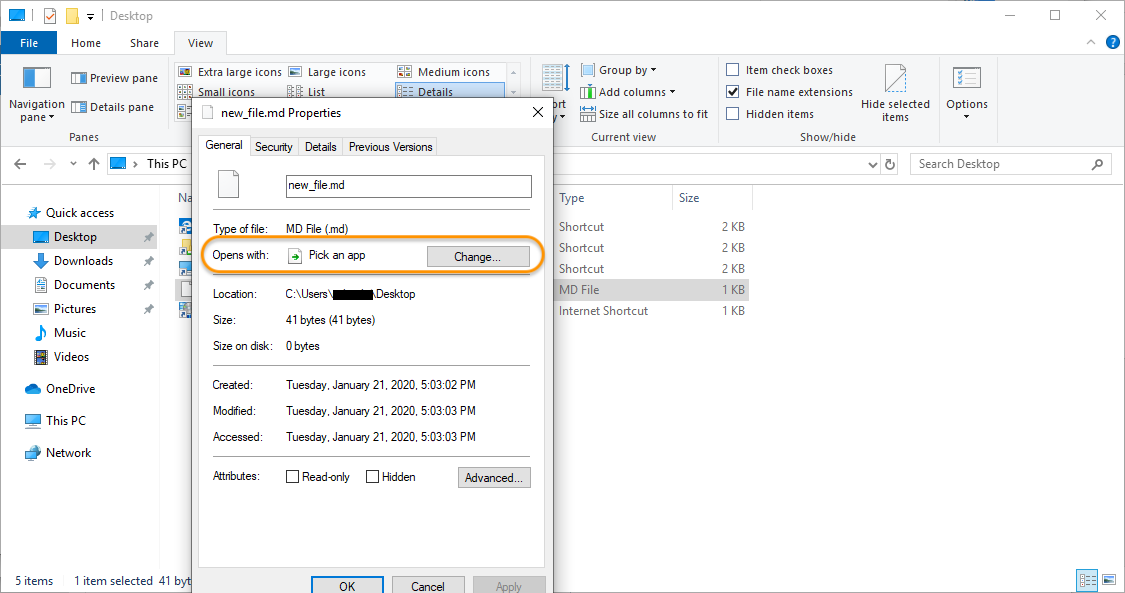 Desktop
File Home Share View
Extra large icons Large icons Medium icons
Small icons List Details
Preview pane
Details pane
Navigation
pane
Panes
Group by
Add columns
Size all columns to fit
Current view
Item check boxes
File name extensions
Hidden items
Hide selected
items
Show/hide
Options
This PC
Search Desktop
Quick access
Desktop
Downloads
Documents
Pictures
Music
Videos
OneDrive
This PC
Network
new_file.md Properties
General Security Details Previous Versions
new_file.md
Type of file: MD File (.md)
Opens with: Pick an app Change...
Location: C:\Users\ \Desktop
Size: 41 bytes (41 bytes)
Size on disk: 0 bytes
Created: Tuesday, January 21, 2020, 5:03:02 PM
Modified: Tuesday, January 21, 2020, 5:03:03 PM
Accessed: Tuesday, January 21, 2020, 5:03:03 PM
Attributes: Read-only Hidden Advanced...
OK Cancel Apply
Type Size
Shortcut 2 KB
Shortcut 2 KB
Shortcut 2 KB
MD File 1 KB
Internet Shortcut 1 KB
5 items 1 item selected 41 byt